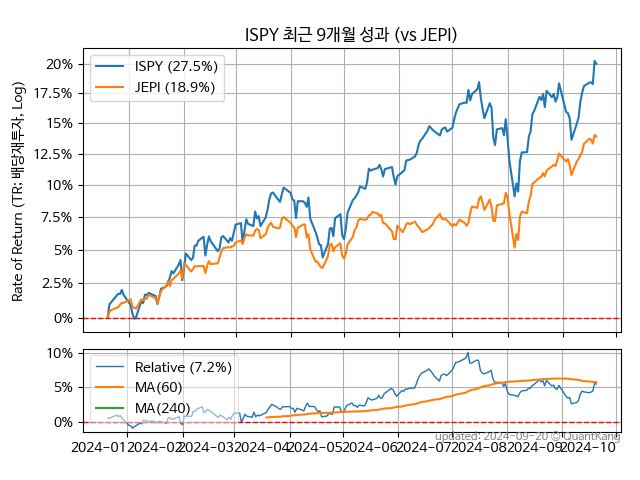 ISPY 최근 9개월 성과 (vs JEPI)
Rate of Return (TR: 배당재투자, Log)
20%
17.5%
15%
12.5%
10%
7.5%
5%
2.5%
0%
ISPY (27.5%)
JEPI (18.9%)
10%
5%
0%
Relative (7.2%)
MA(60)
MA(240)
2024-01 2024-02 2024-03 2024-04 2024-05 2024-06 2024-07 2024-08 2024-09 2024-10
updated: 2024-09-20 © QuantKang